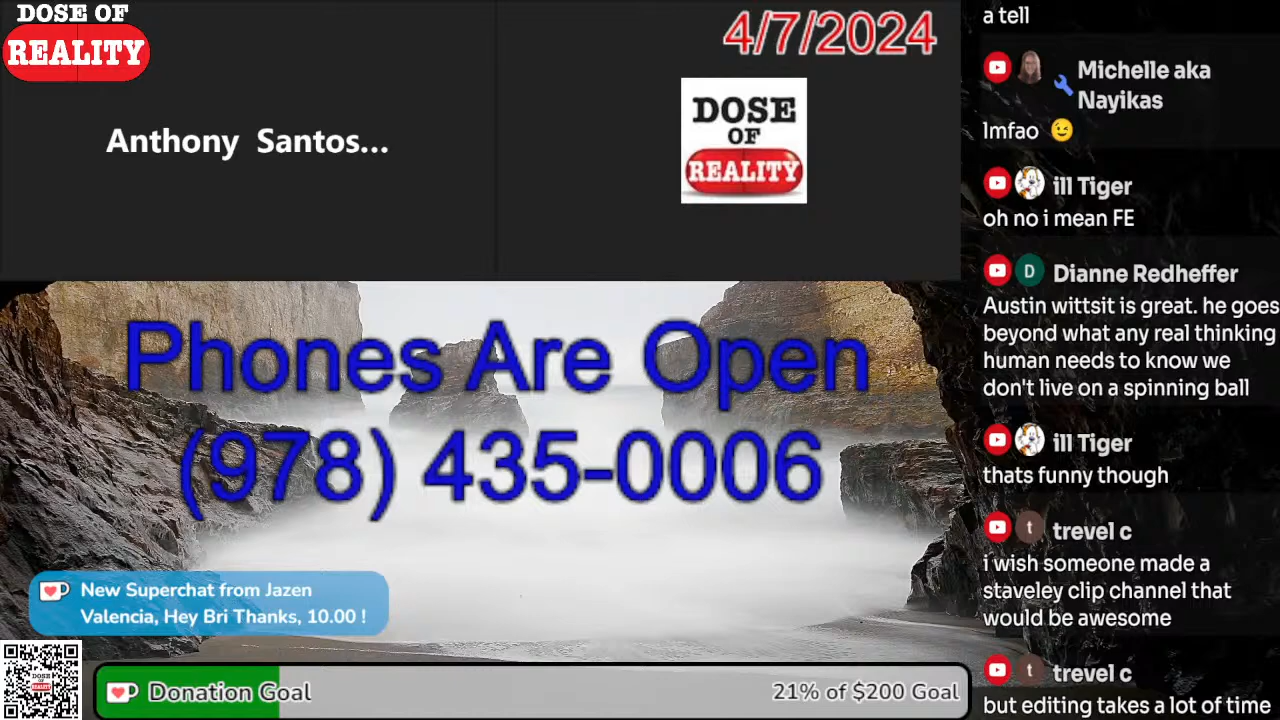 DOSE OF
REALITY
4/7/2024
Anthony Santos...
DOSE
OF
REALITY
Phones Are Open
(978) 435-0006
New Superchat from Jazen
Valencia, Hey Bri Thanks, 10.00 !
DOSE
REALITY
Donation Goal
21% of $200 Goal
a tell
Michelle aka
Nayikas
lmfao 😉
ill Tiger
oh no i mean FE
D
Dianne Redheffer
Austin wittsit is great. he goes
beyond what any real thinking
human needs to know we
don't live on a spinning ball
ill Tiger
thats funny though
t
trevel c
i wish someone made a
staveley clip channel that
would be awesome
t
trevel c
but editing takes a lot of time